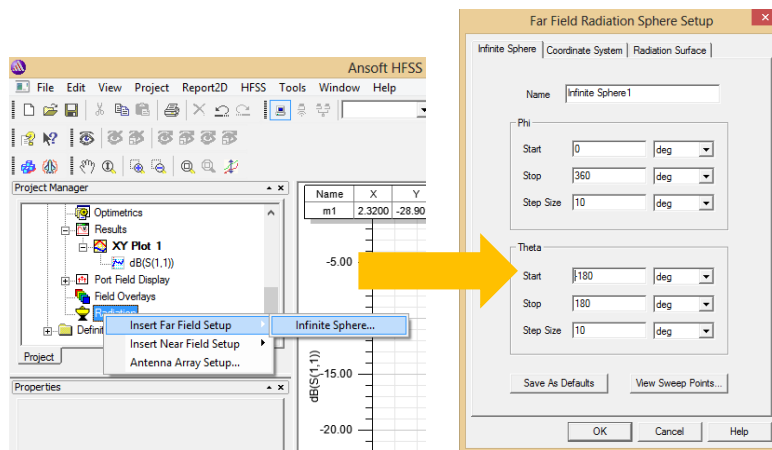 Ansoft HFSS
File Edit View Project Report2D HFSS Tools Window Help
Project Manager
Optimetrics
Results
XY Plot 1
dB(S(1,1))
Port Field Display
Field Overlays
Radiation
Definit
Insert Far Field Setup
Infinite Sphere...
Insert Near Field Setup
Antenna Array Setup...
Project
Properties
Name X Y
m1 2.3200 -28.90
-5.00
-15.00
-20.00
dB(S(1,1))
Far Field Radiation Sphere Setup
Infinite Sphere Coordinate System Radiation Surface
Name Infinite Sphere1
Phi
Start 0 deg
Stop 360 deg
Step Size 10 deg
Theta
Start -180 deg
Stop 180 deg
Step Size 10 deg
Save As Defaults View Sweep Points...
OK Cancel Help